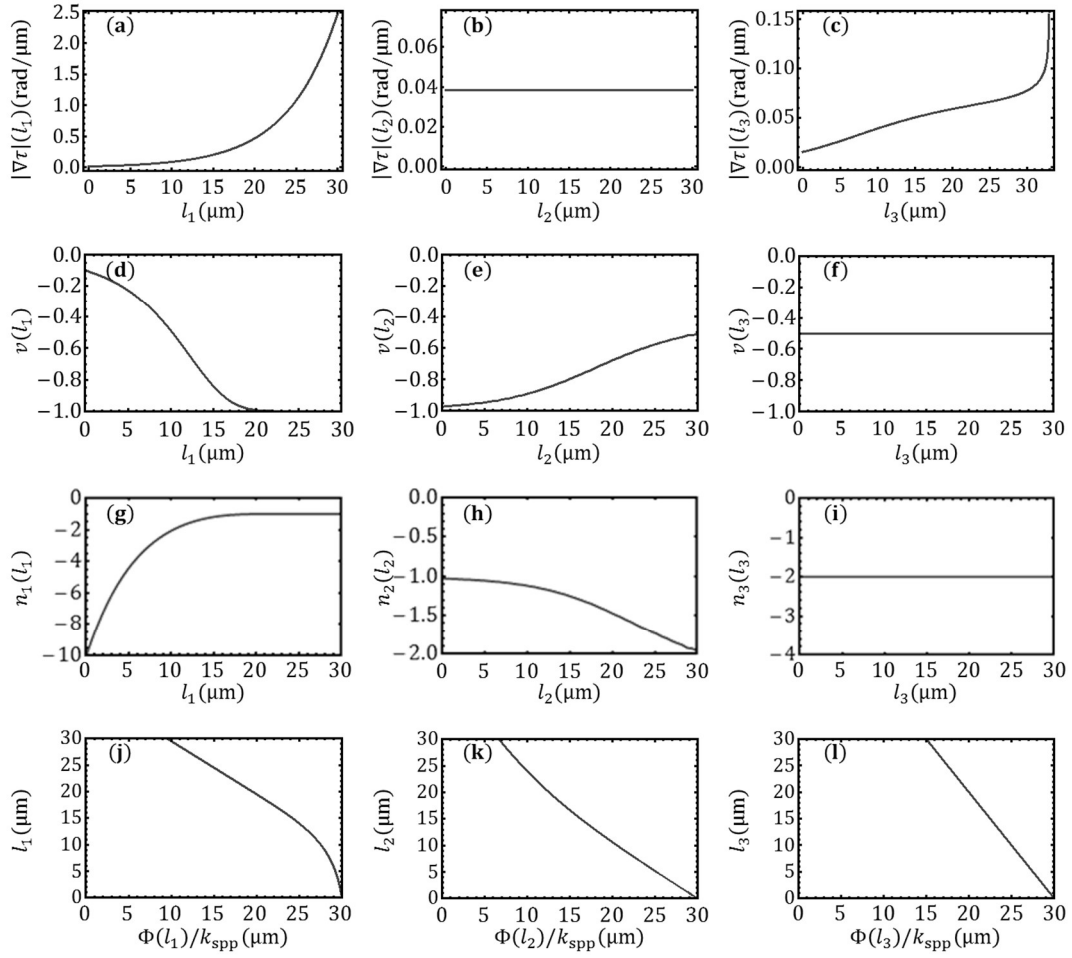 (a)
|∇τ|(l₁)(rad/μm)
2.5
2.0
1.5
1.0
0.5
0.0
0 5 10 15 20 25 30
l₁(μm)
(b)
|∇τ|(l₂)(rad/μm)
0.06
0.04
0.02
0.00
0 5 10 15 20 25 30
l₂(μm)
(c)
|∇τ|(l₃)(rad/μm)
0.15
0.10
0.05
0.00
0 5 10 15 20 25 30
l₃(μm)
(d)
v(l₁)
0.0
−0.2
−0.4
−0.6
−0.8
−1.0
0 5 10 15 20 25 30
l₁(μm)
(e)
v(l₂)
0.0
−0.2
−0.4
−0.6
−0.8
−1.0
0 5 10 15 20 25 30
l₂(μm)
(f)
v(l₃)
0.0
−0.2
−0.4
−0.6
−0.8
−1.0
0 5 10 15 20 25 30
l₃(μm)
(g)
n₁(l₁)
0
−2
−4
−6
−8
−10
0 5 10 15 20 25 30
l₁(μm)
(h)
n₂(l₂)
0.0
−0.5
−1.0
−1.5
−2.0
0 5 10 15 20 25 30
l₂(μm)
(i)
n₃(l₃)
0
−1
−2
−3
−4
0 5 10 15 20 25 30
l₃(μm)
(j)
l₁(μm)
30
25
20
15
10
5
0
0 5 10 15 20 25 30
Φ(l₁)/kspp(μm)
(k)
l₂(μm)
30
25
20
15
10
5
0
0 5 10 15 20 25 30
Φ(l₂)/kspp(μm)
(l)
l₃(μm)
30
25
20
15
10
5
0
0 5 10 15 20 25 30
Φ(l₃)/kspp(μm)